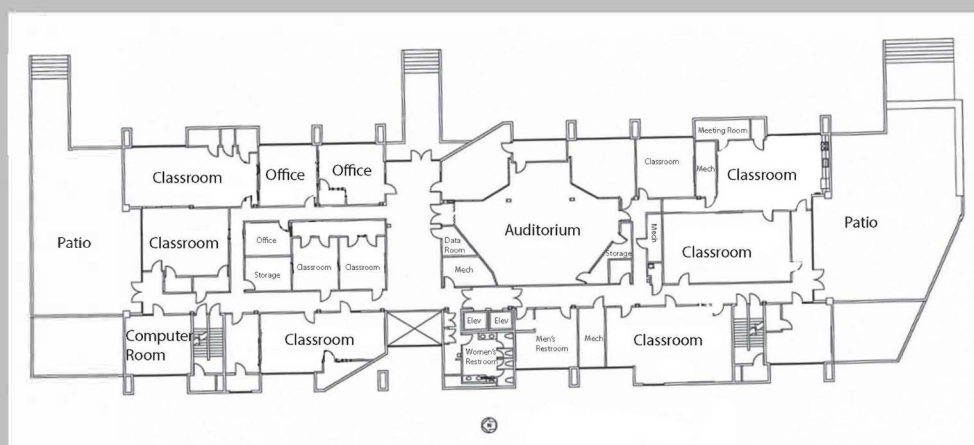 Meeting Room
Classroom
Office
Office
Classroom
Mech
Classroom
Patio
Classroom
Office
Storage
Classroom
Classroom
Data
Room
Mech
Auditorium
Storage
Mech
Classroom
Patio
Computer
Room
Classroom
Elev
Elev
Women's
Restroom
Men's
Restroom
Mech
Classroom